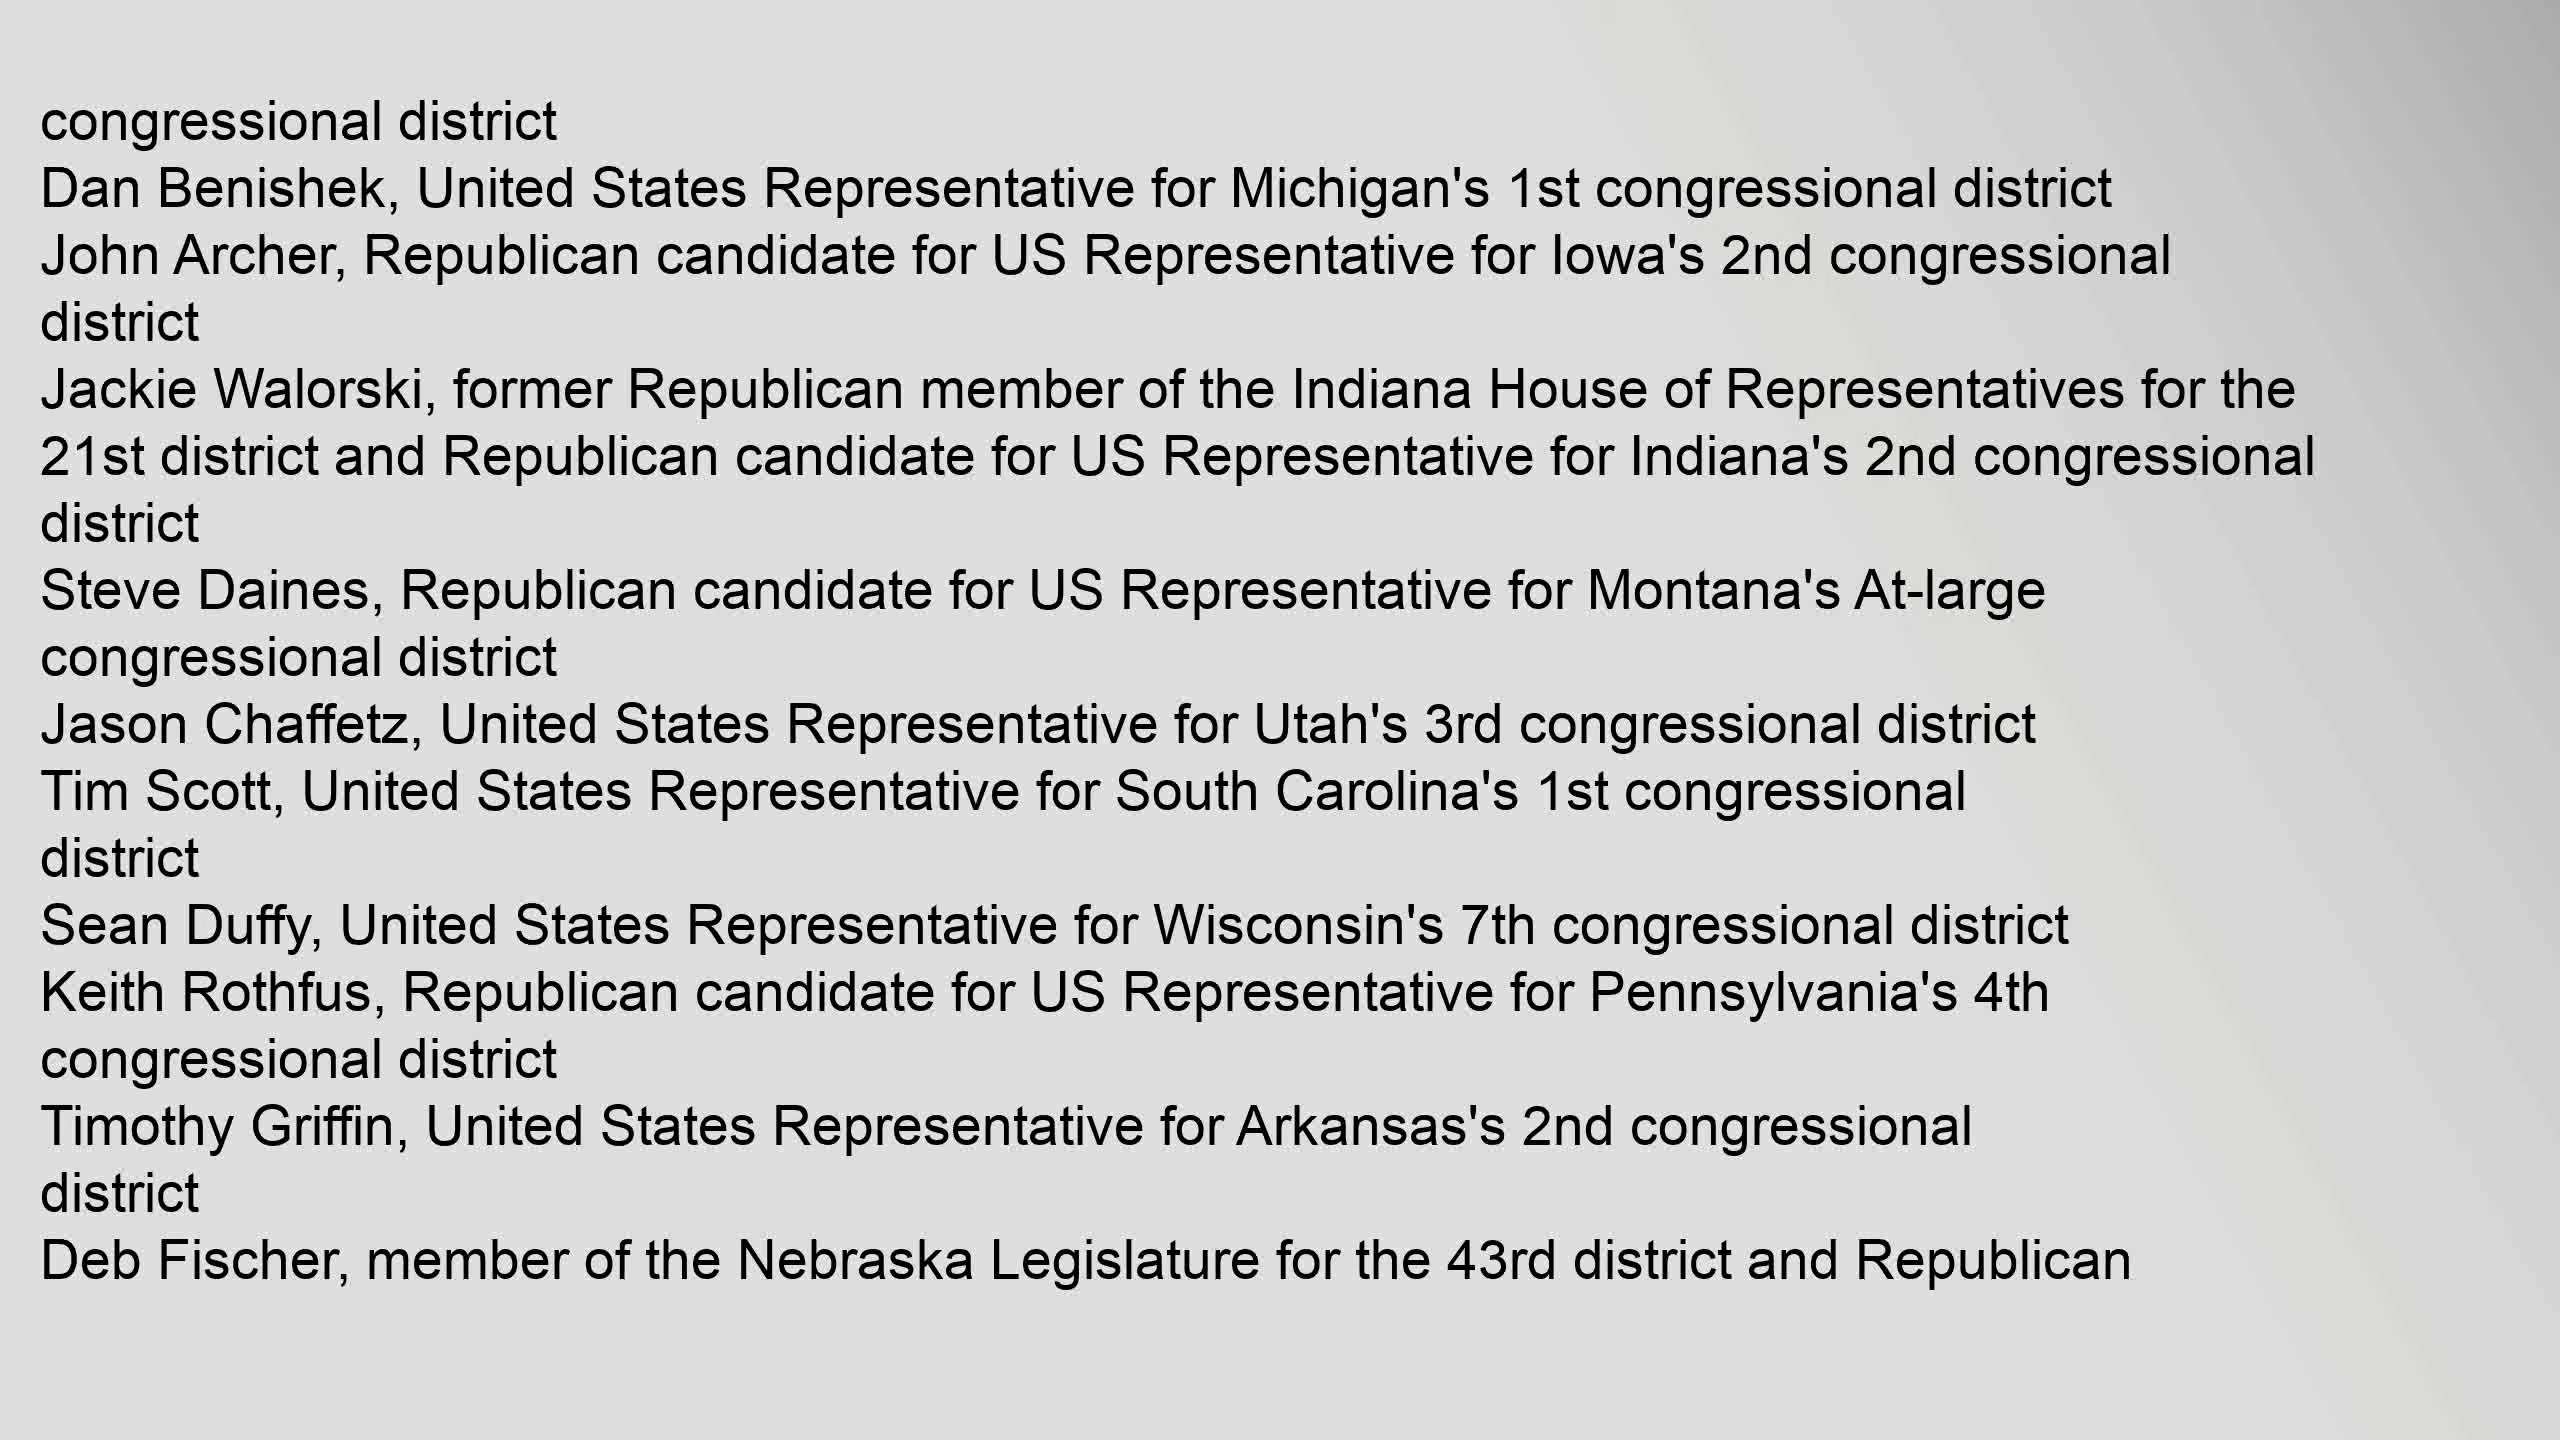 congressional district
Dan Benishek, United States Representative for Michigan's 1st congressional district
John Archer, Republican candidate for US Representative for Iowa's 2nd congressional
district
Jackie Walorski, former Republican member of the Indiana House of Representatives for the
21st district and Republican candidate for US Representative for Indiana's 2nd congressional
district
Steve Daines, Republican candidate for US Representative for Montana's At-large
congressional district
Jason Chaffetz, United States Representative for Utah's 3rd congressional district
Tim Scott, United States Representative for South Carolina's 1st congressional
district
Sean Duffy, United States Representative for Wisconsin's 7th congressional district
Keith Rothfus, Republican candidate for US Representative for Pennsylvania's 4th
congressional district
Timothy Griffin, United States Representative for Arkansas's 2nd congressional
district
Deb Fischer, member of the Nebraska Legislature for the 43rd district and Republican